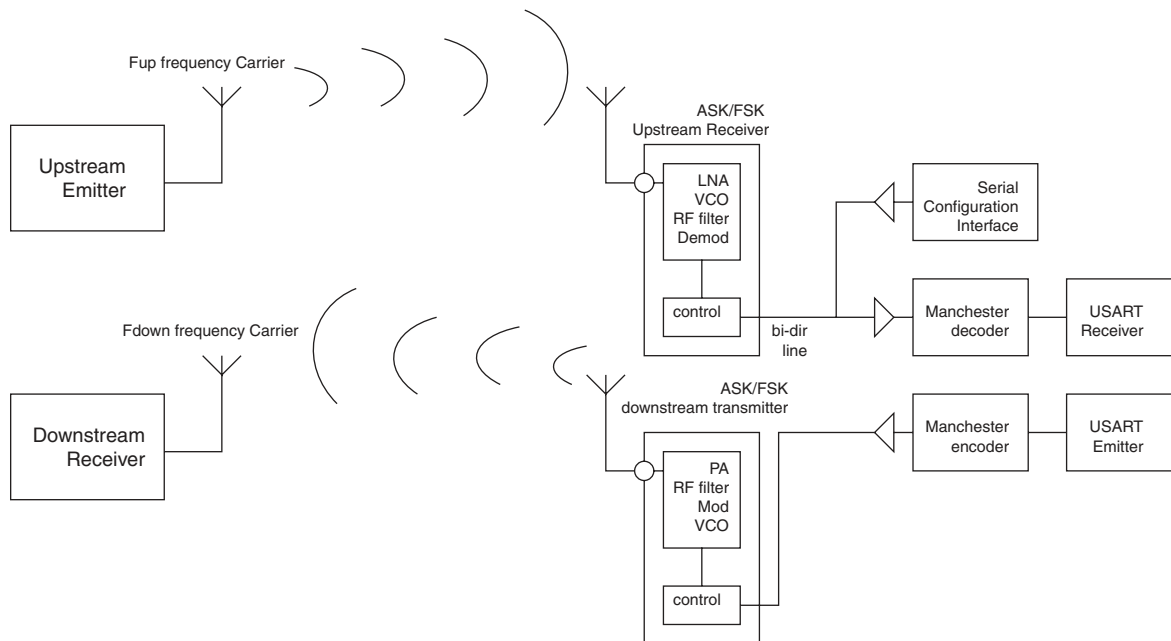 Fup frequency Carrier
Upstream
Emitter
ASK/FSK
Upstream Receiver
LNA
VCO
RF filter
Demod
control
bi-dir
line
Serial
Configuration
Interface
Manchester
decoder
USART
Receiver
Fdown frequency Carrier
Downstream
Receiver
ASK/FSK
downstream transmitter
PA
RF filter
Mod
VCO
control
Manchester
encoder
USART
Emitter